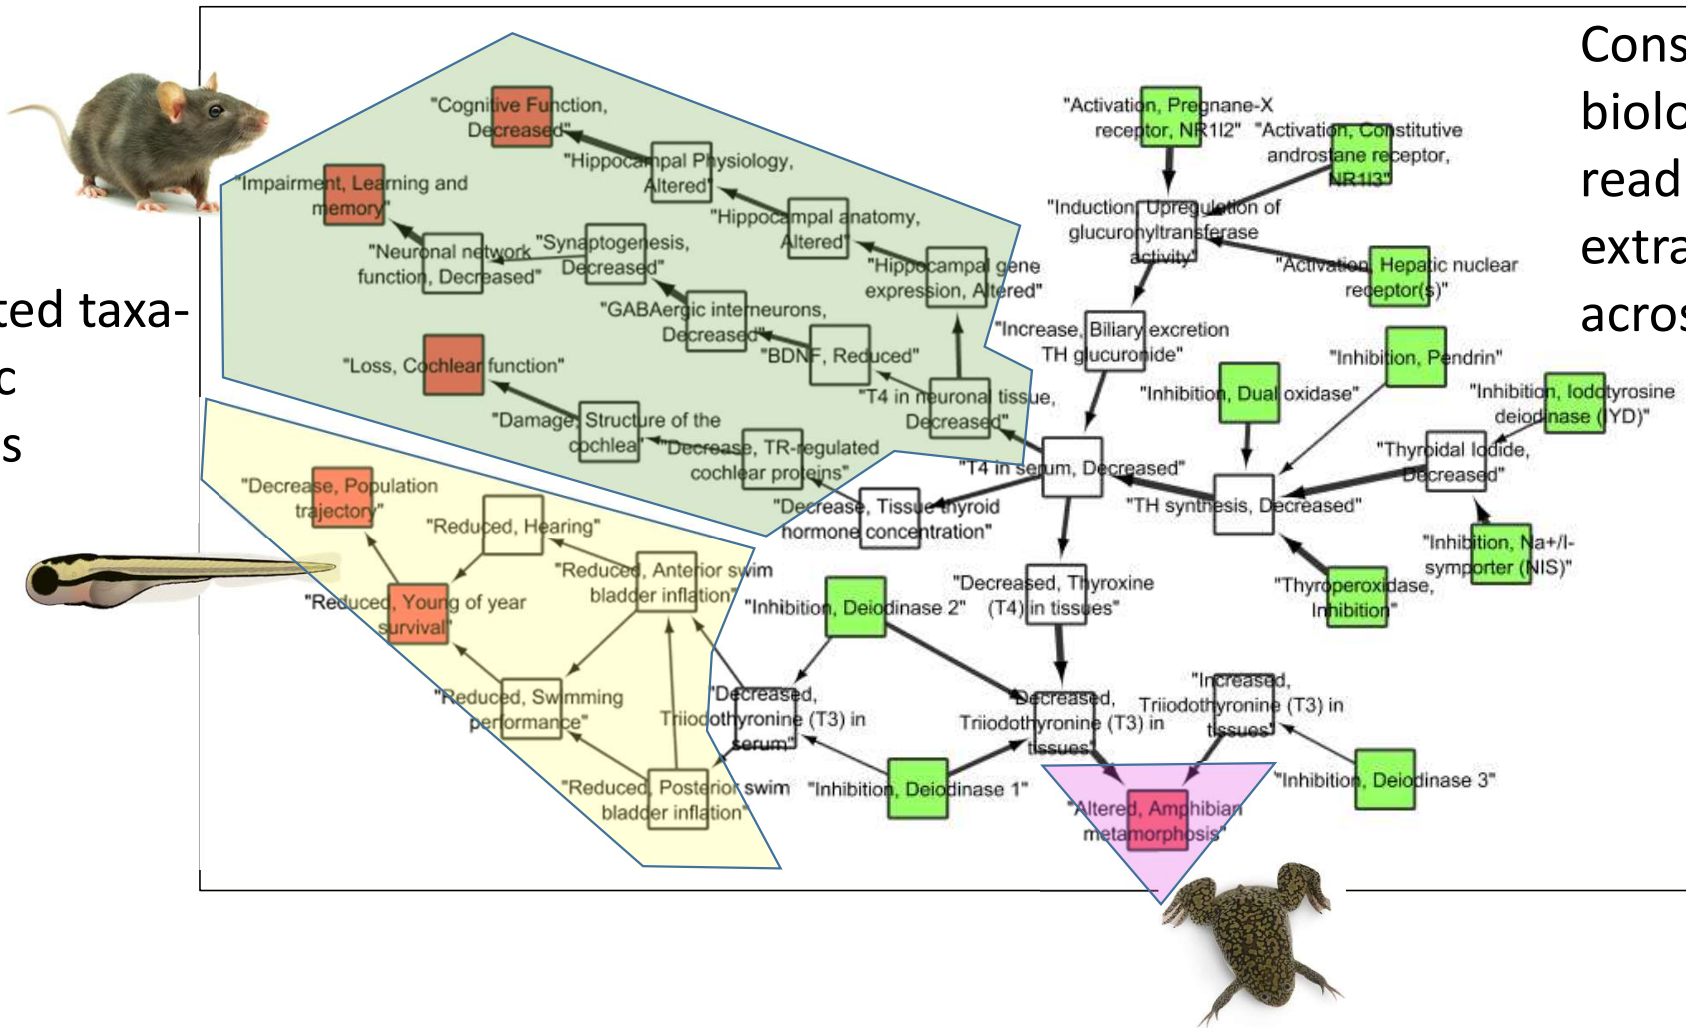 "Cognitive Function,
Decreased"
"Hippocampal Physiology,
Altered"
"Impairment, Learning and
memory"
"Hippocampal anatomy,
Altered"
"Neuronal network
function, Decreased"
"Synaptogenesis,
Decreased"
"Hippocampal gene
expression, Altered"
"GABAergic interneurons,
Decreased"
"BDNF, Reduced"
"Loss, Cochlear function"
"T4 in neuronal tissue,
Decreased"
"Damage, Structure of the
cochlea"
"Decrease, TR-regulated
cochlear proteins"
ted taxa-
c
s
"Activation, Pregnane-X
receptor, NR1I2"
"Activation, Constitutive
androstane receptor,
NR1I3"
"Induction, Upregulation of
glucuronyltransferase
activity"
"Activation, Hepatic nuclear
receptor(s)"
"Increase, Biliary excretion
TH glucuronide"
"Inhibition, Pendrin"
"Inhibition, Dual oxidase"
"Inhibition, Iodotyrosine
deiodinase (IYD)"
"Thyroidal Iodide,
Decreased"
"T4 in serum, Decreased"
"TH synthesis, Decreased"
"Decrease, Tissue thyroid
hormone concentration"
"Inhibition, Na+/I-
symporter (NIS)"
"Thyroperoxidase,
Inhibition"
"Decreased, Thyroxine
(T4) in tissues"
Cons
biolo
read
extra
acros
"Decrease, Population
trajectory"
"Reduced, Hearing"
"Reduced, Anterior swim
bladder inflation"
"Reduced, Young of year
survival"
"Reduced, Swimming
performance"
"Reduced, Posterior swim
bladder inflation"
"Inhibition, Deiodinase 2"
"Decreased,
Triiodothyronine (T3) in
serum"
"Decreased,
Triiodothyronine (T3) in
tissues"
"Increased,
Triiodothyronine (T3) in
tissues"
"Inhibition, Deiodinase 1"
"Inhibition, Deiodinase 3"
"Altered, Amphibian
metamorphosis"